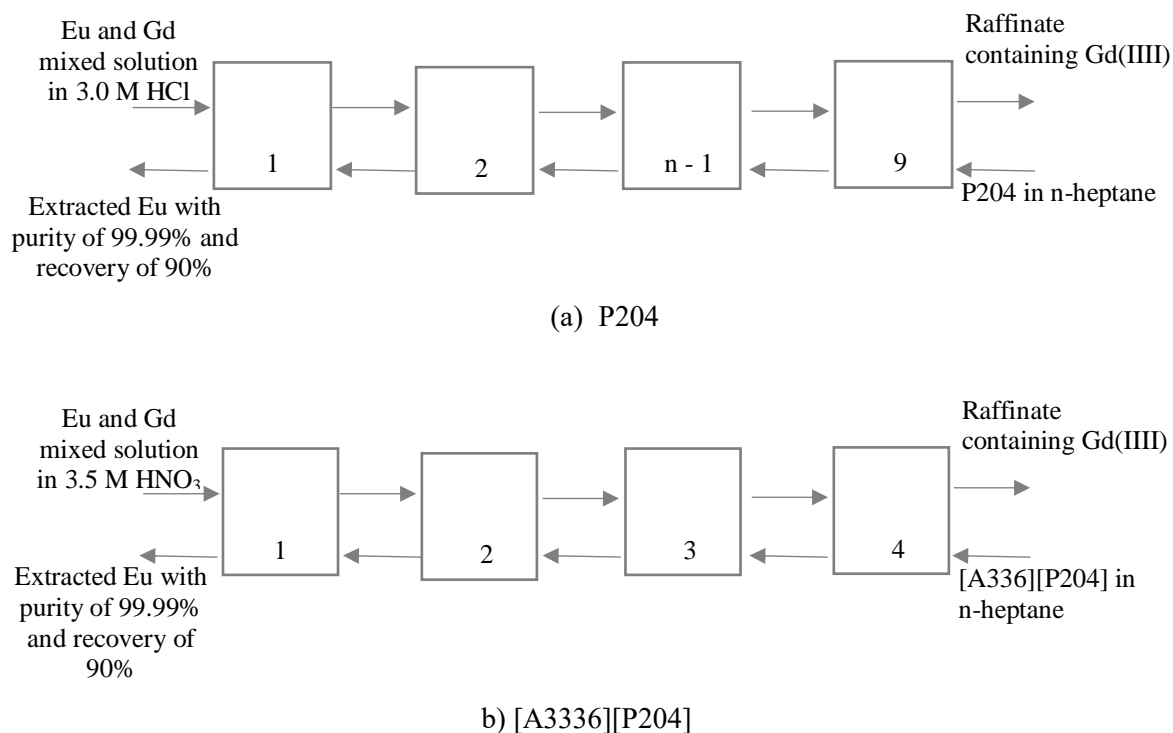 Eu and Gd
mixed solution
in 3.0 M HCl
Raffinate
containing Gd(IIII)
1
2
n - 1
9
Extracted Eu with
purity of 99.99% and
recovery of 90%
P204 in n-heptane
(a) P204
Eu and Gd
mixed solution
in 3.5 M HNO3
Raffinate
containing Gd(IIII)
1
2
3
4
Extracted Eu with
purity of 99.99%
and recovery of
90%
[A336][P204] in
n-heptane
b) [A3336][P204]